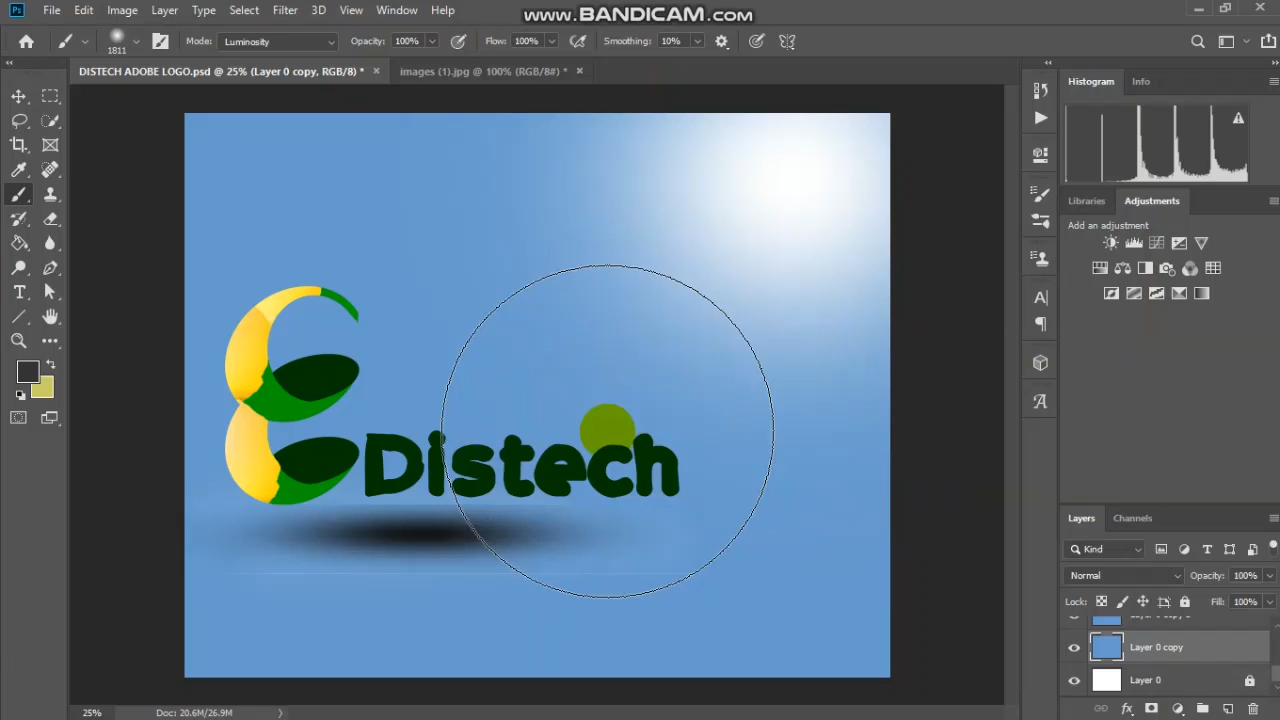 www.BANDICAM.com
Ps File Edit Image Layer Type Select Filter 3D View Window Help
1811 Mode: Luminosity Opacity: 100% Flow: 100% Smoothing: 10%
DISTECH ADOBE LOGO.psd @ 25% (Layer 0 copy, RGB/8) * × images (1).jpg @ 100% (RGB/8#) * ×
Histogram Info
Libraries Adjustments
Add an adjustment
Distech
Layers Channels
Kind
Normal Opacity: 100%
Lock: Fill: 100%
Layer 0 copy
Layer 0
25% Doc: 20.6M/26.9M